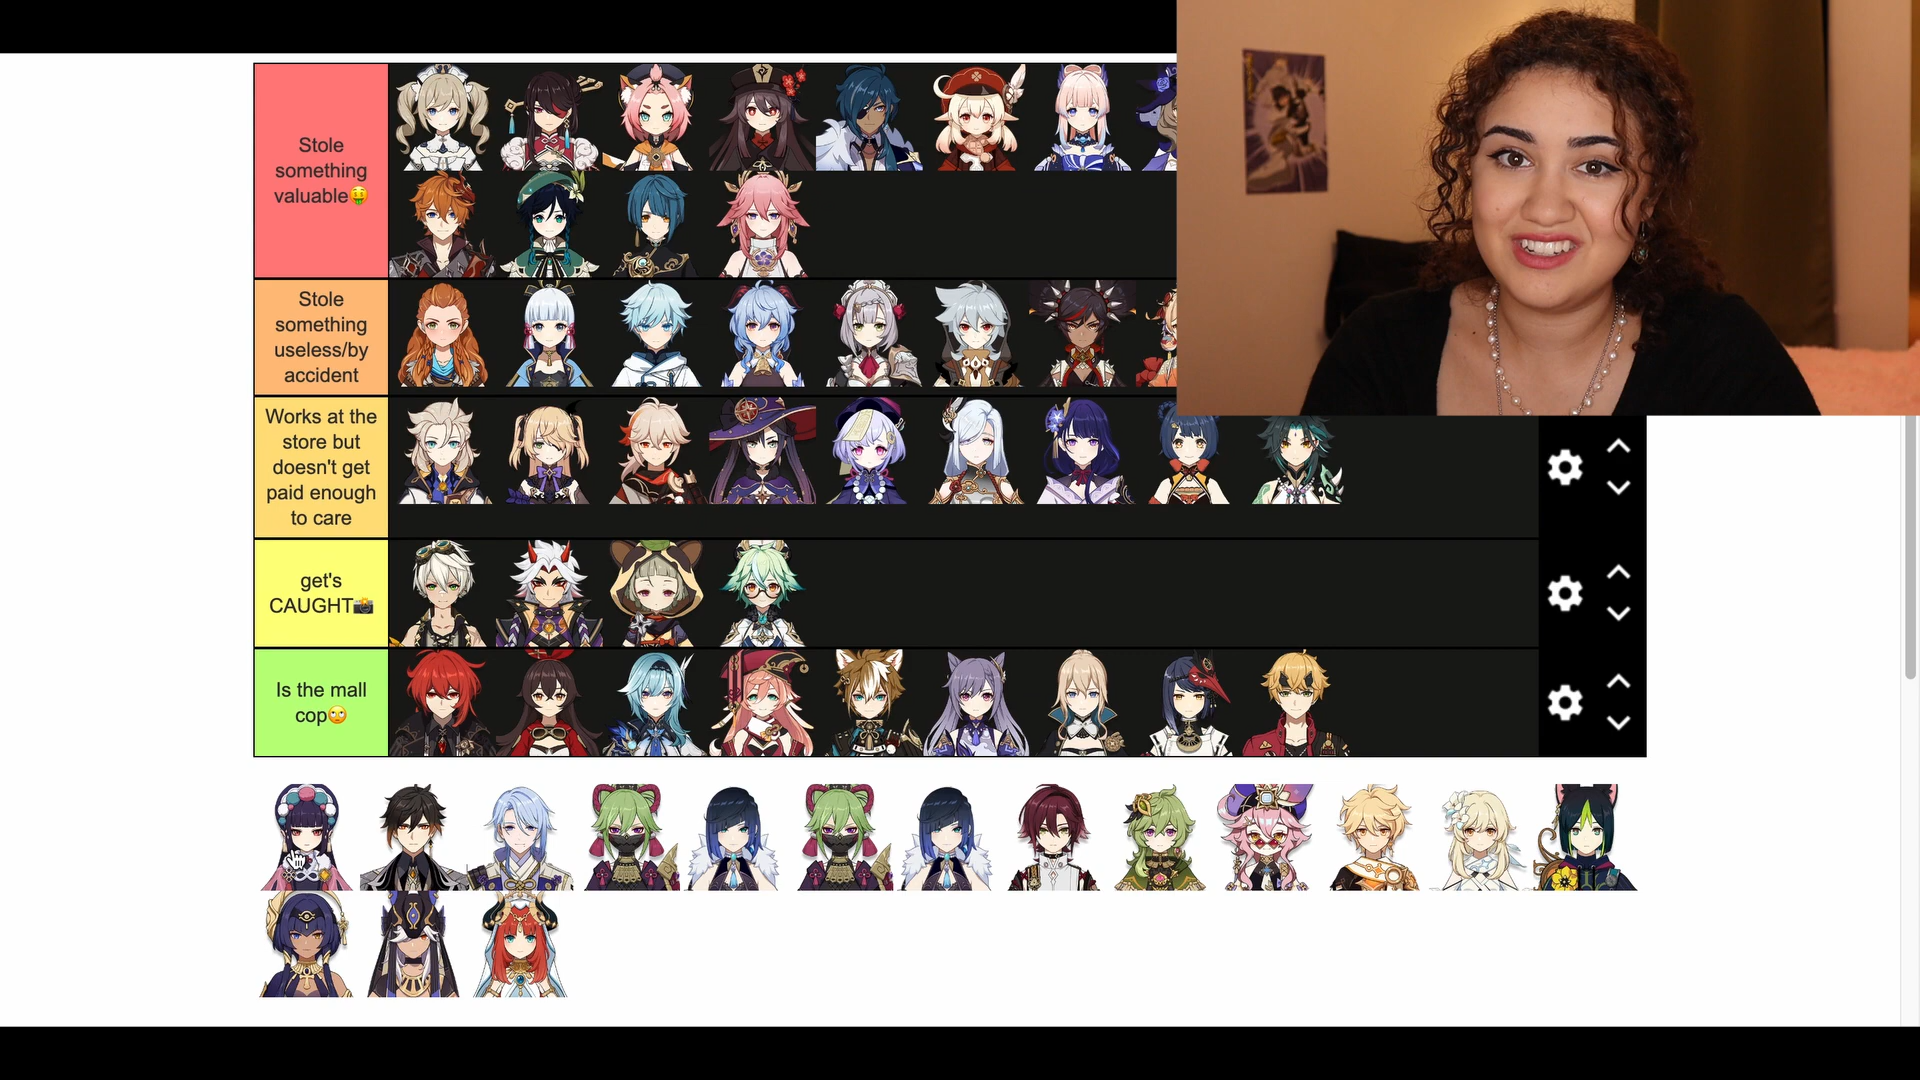 Stole
something
valuable🤑
Stole
something
useless/by
accident
Works at the
store but
doesn't get
paid enough
to care
get's
CAUGHT📸
Is the mall
cop🙄